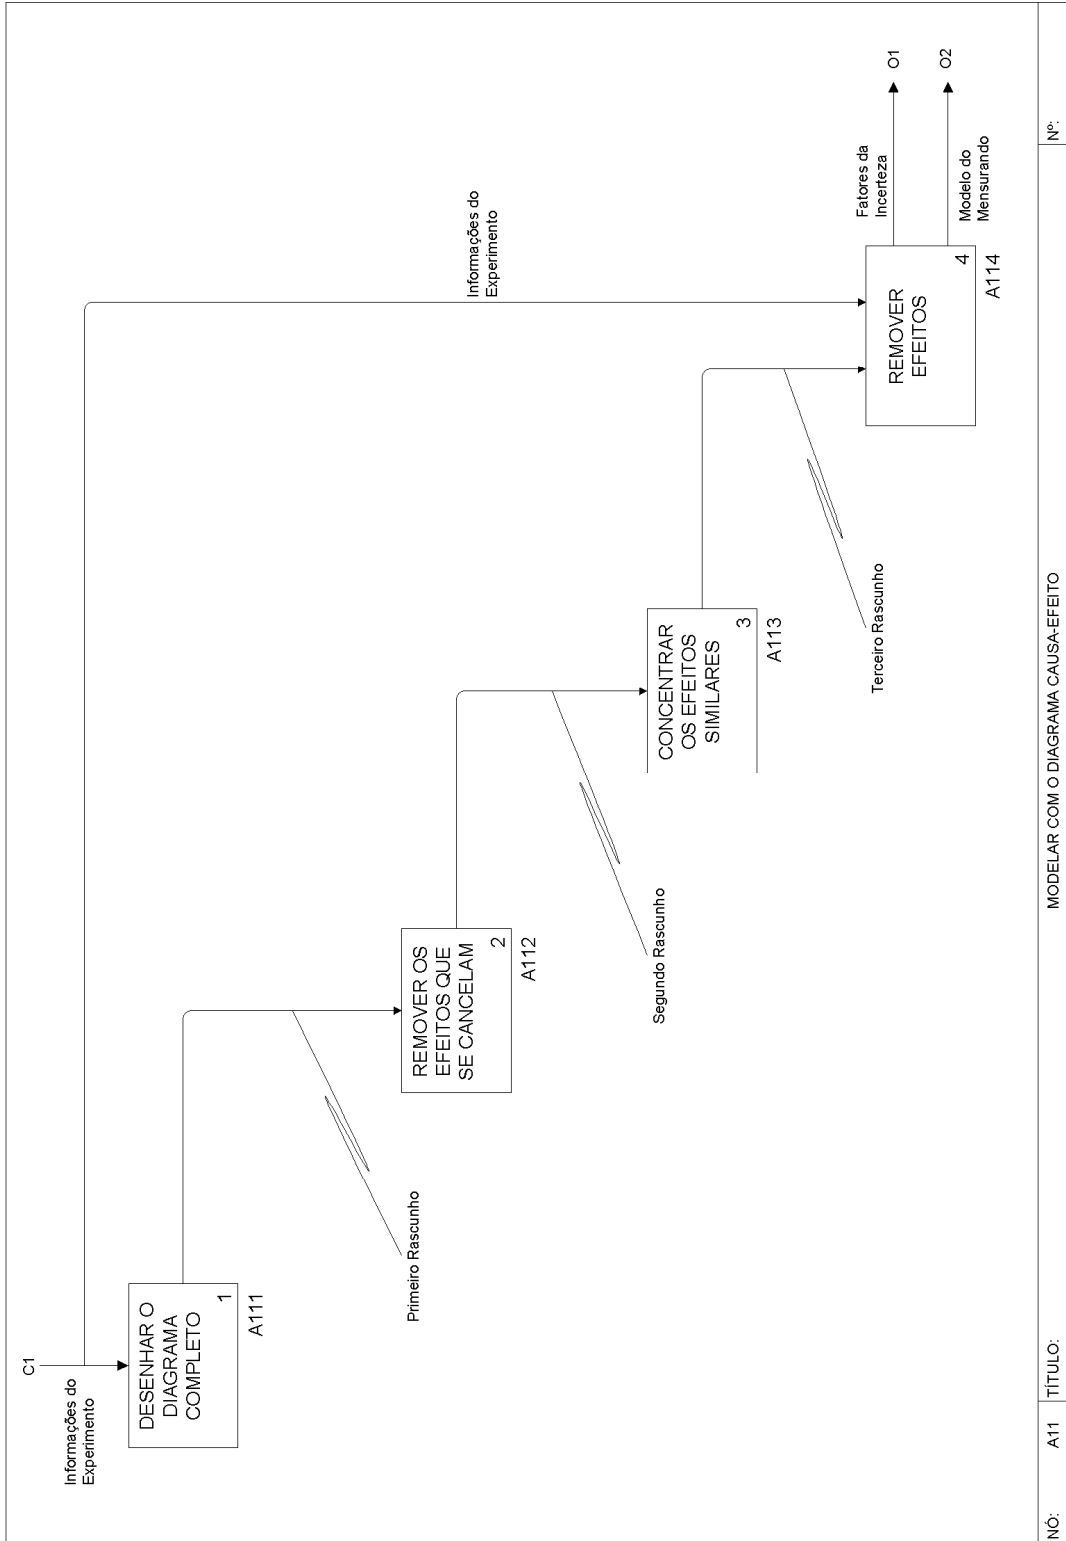 C1
Informações do
Experimento
DESENHAR O
DIAGRAMA
COMPLETO
1
A111
Primeiro Rascunho
REMOVER OS
EFEITOS QUE
SE CANCELAM
2
A112
Segundo Rascunho
CONCENTRAR
OS EFEITOS
SIMILARES
3
A113
Terceiro Rascunho
Informações do
Experimento
REMOVER
EFEITOS
4
A114
Fatores da
Incerteza
O1
Modelo do
Mensurando
O2
NÓ:
A11
TÍTULO:
MODELAR COM O DIAGRAMA CAUSA-EFEITO
Nº: